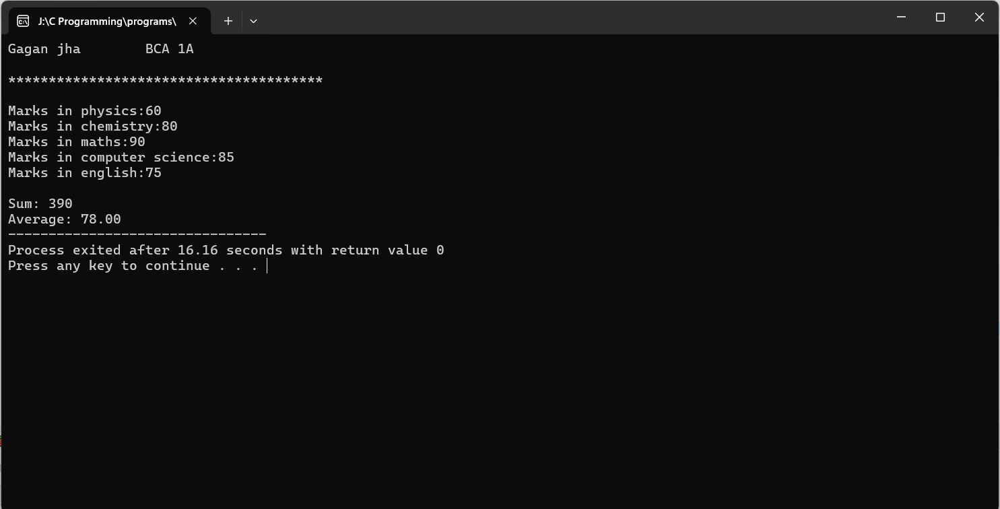 J:\C Programming\programs\
Gagan jha        BCA 1A
***************************************
Marks in physics:60
Marks in chemistry:80
Marks in maths:90
Marks in computer science:85
Marks in english:75
Sum: 390
Average: 78.00
--------------------------------
Process exited after 16.16 seconds with return value 0
Press any key to continue . . .